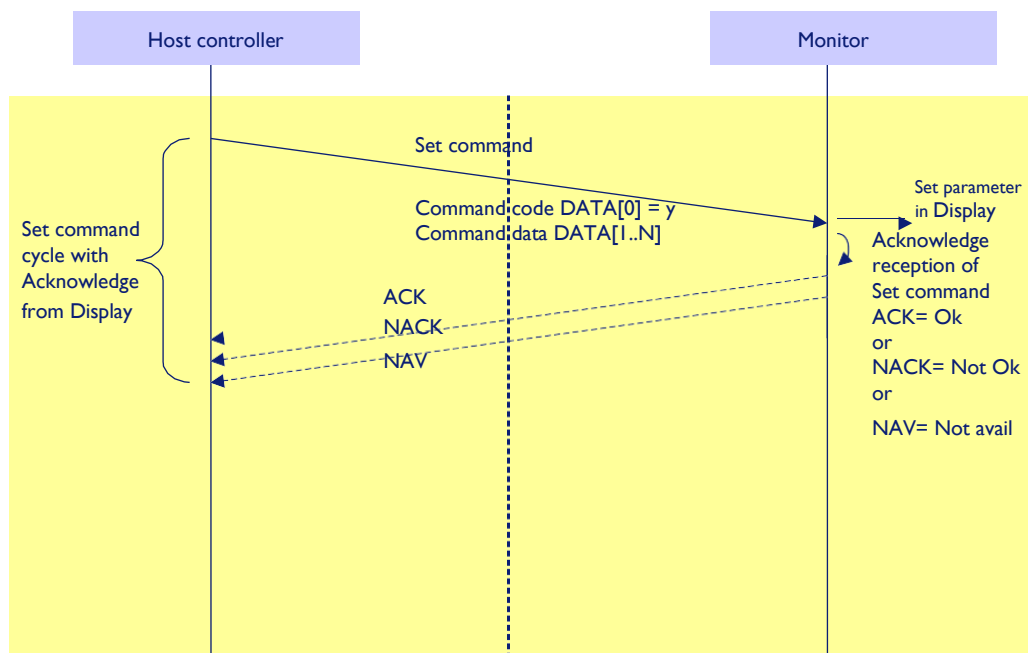 Host controller
Monitor
Set command
Command code DATA[0] = y
Command data DATA[1..N]
Set parameter
in Display
Set command
cycle with
Acknowledge
from Display
Acknowledge
reception of
Set command
ACK= Ok
or
NACK= Not Ok
or
NAV= Not avail
ACK
NACK
NAV